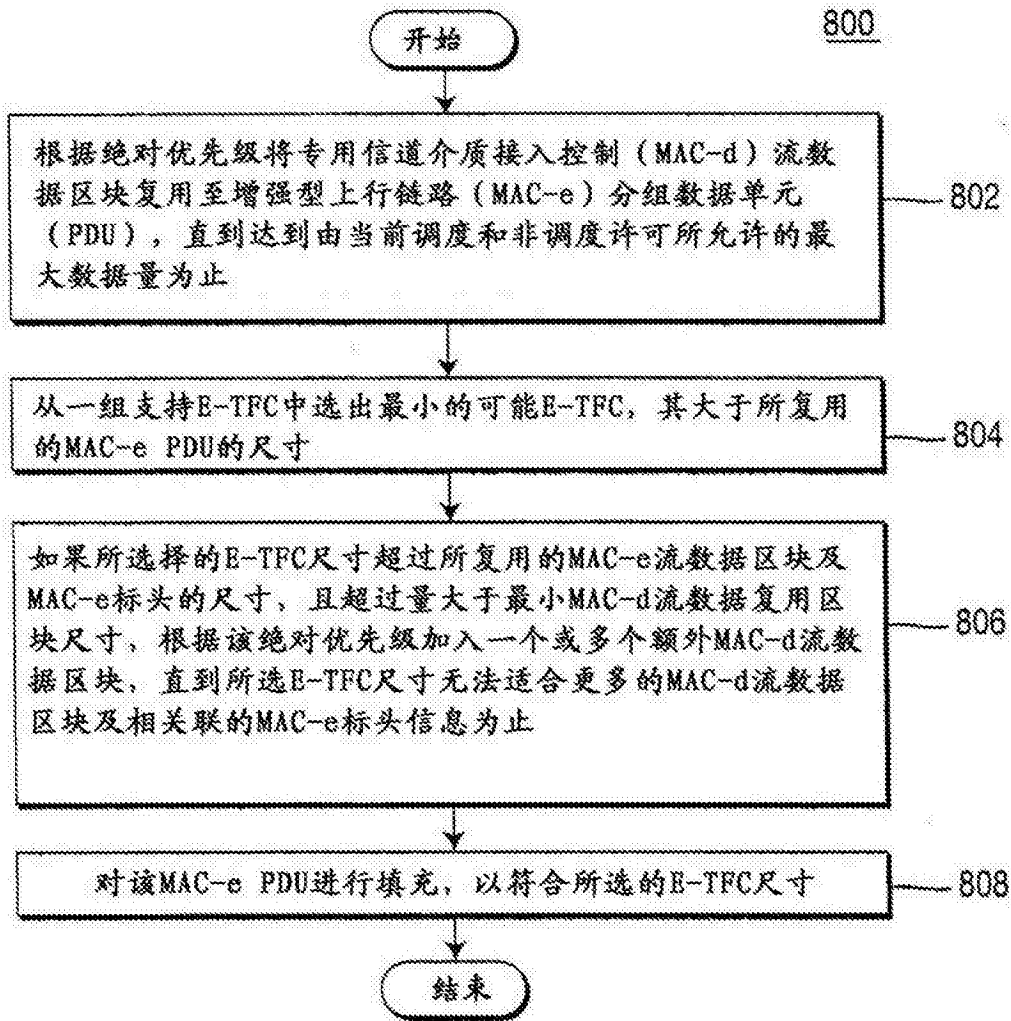 800
开始
根据绝对优先级将专用信道介质接入控制(MAC-d)流数
据区块复用至增强型上行链路(MAC-e)分组数据单元
(PDU),直到达到由当前调度和非调度许可所允许的最
大数据量为止
802
从一组支持E-TFC中选出最小的可能E-TFC,其大于所复用
的MAC-e PDU的尺寸
804
如果所选择的E-TFC尺寸超过所复用的MAC-e流数据区块及
MAC-e标头的尺寸、且超过量大于最小MAC-d流数据复用区
块尺寸、根据该绝对优先级加入一个或多个额外MAC-d流数
据区块、直到所选E-TFC尺寸无法适合更多的MAC-d流数据
区块及相关联的MAC-e标头信息为止
806
对该MAC-e PDU进行填充、以符合所选的E-TFC尺寸
808
结束